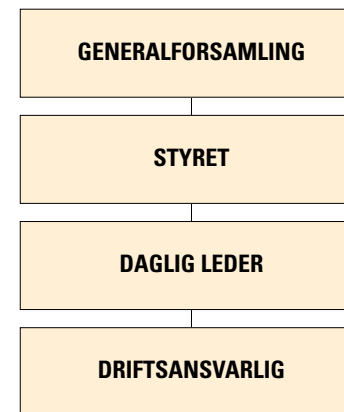 GENERALFORSAMLING
STYRET
DAGLIG LEDER
DRIFTSANSVARLIG